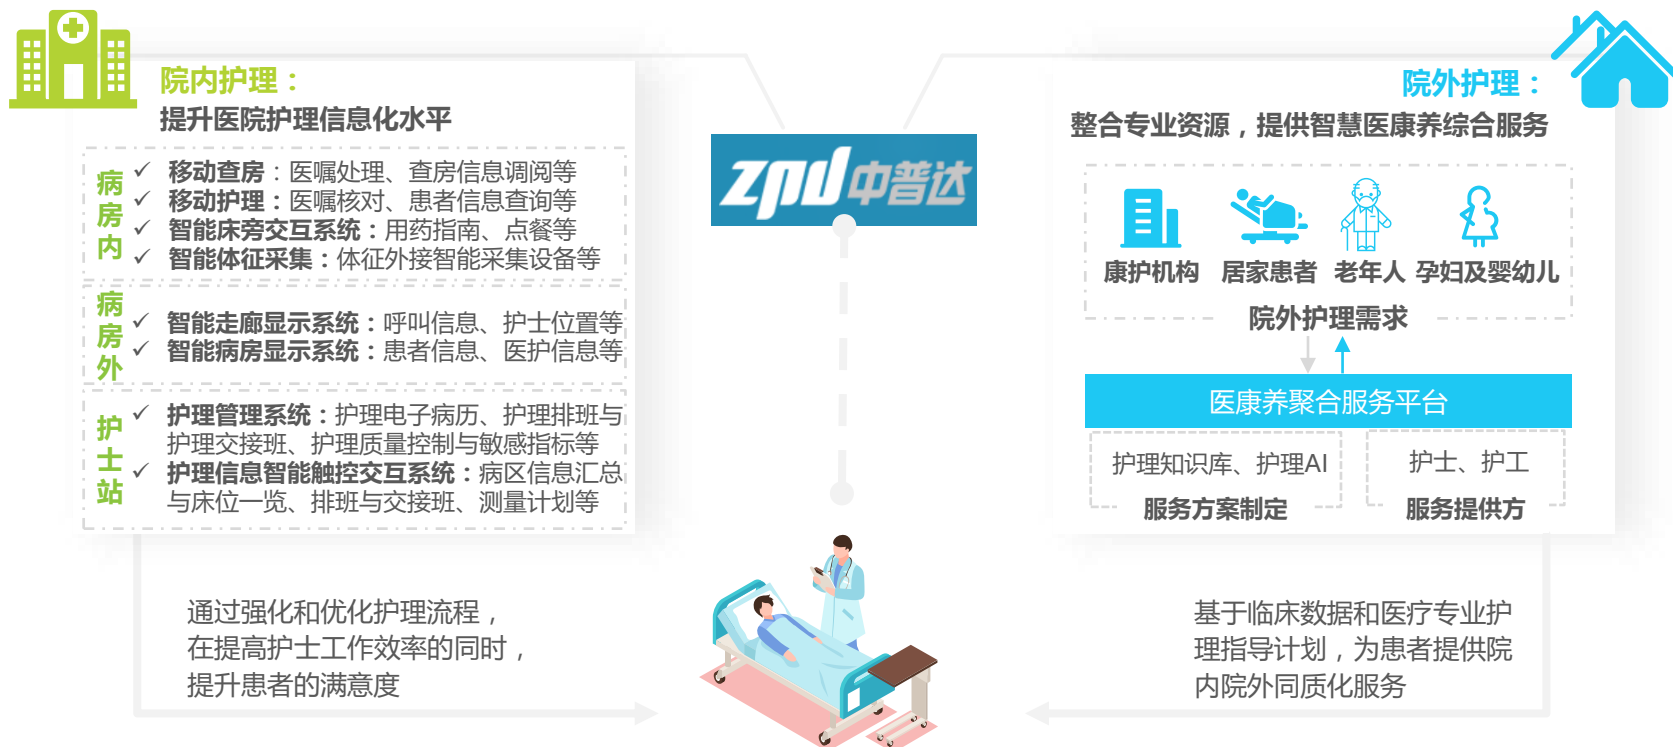 院内护理：
提升医院护理信息化水平
病房内
✓ 移动查房：医嘱处理、查房信息调阅等
✓ 移动护理：医嘱核对、患者信息查询等
✓ 智能床旁交互系统：用药指南、点餐等
✓ 智能体征采集：体征外接智能采集设备等
病房外
✓ 智能走廊显示系统：呼叫信息、护士位置等
✓ 智能病房显示系统：患者信息、医护信息等
护士站
✓ 护理管理系统：护理电子病历、护理排班与
护理交接班、护理质量控制与敏感指标等
✓ 护理信息智能触控交互系统：病区信息汇总
与床位一览、排班与交接班、测量计划等
通过强化和优化护理流程，
在提高护士工作效率的同时，
提升患者的满意度
zpd 中普达
院外护理：
整合专业资源，提供智慧医康养综合服务
康护机构 居家患者 老年人 孕妇及婴幼儿
院外护理需求
医康养聚合服务平台
护理知识库、护理AI
服务方案制定
护士、护工
服务提供方
基于临床数据和医疗专业护
理指导计划，为患者提供院
内院外同质化服务